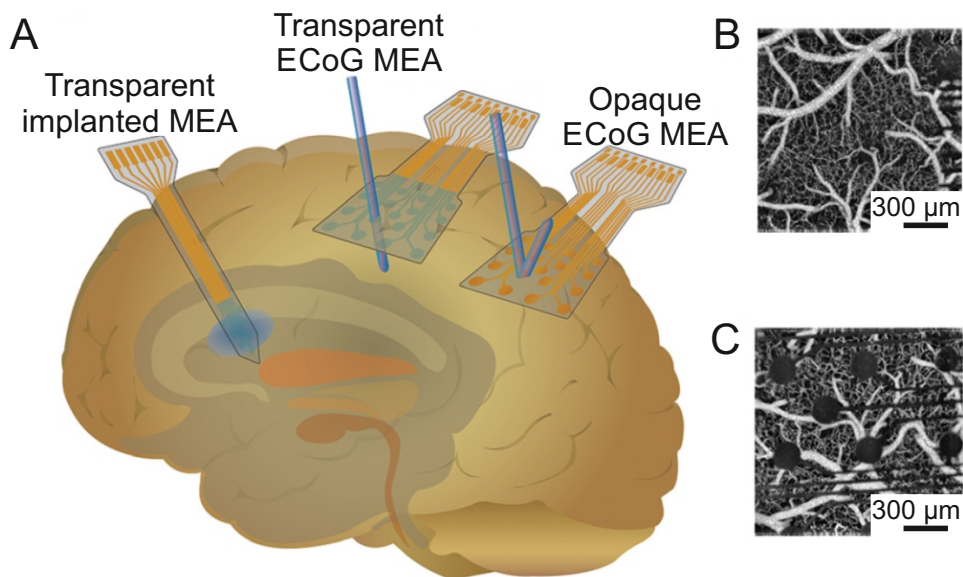 A
Transparent
implanted MEA
Transparent
ECoG MEA
Opaque
ECoG MEA
B
300 µm
C
300 µm